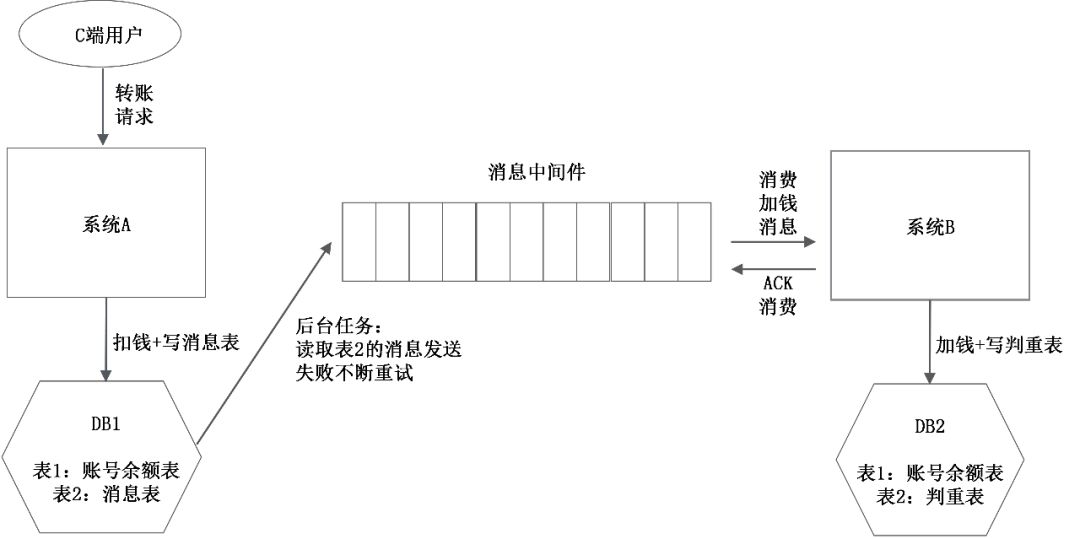 C端用户
转账
请求
系统A
消息中间件
消费
加钱
消息
系统B
ACK
消费
扣钱+写消息表
后台任务：
读取表2的消息发送
失败不断重试
加钱+写判重表
DB1
表1：账号余额表
表2：消息表
DB2
表1：账号余额表
表2：判重表